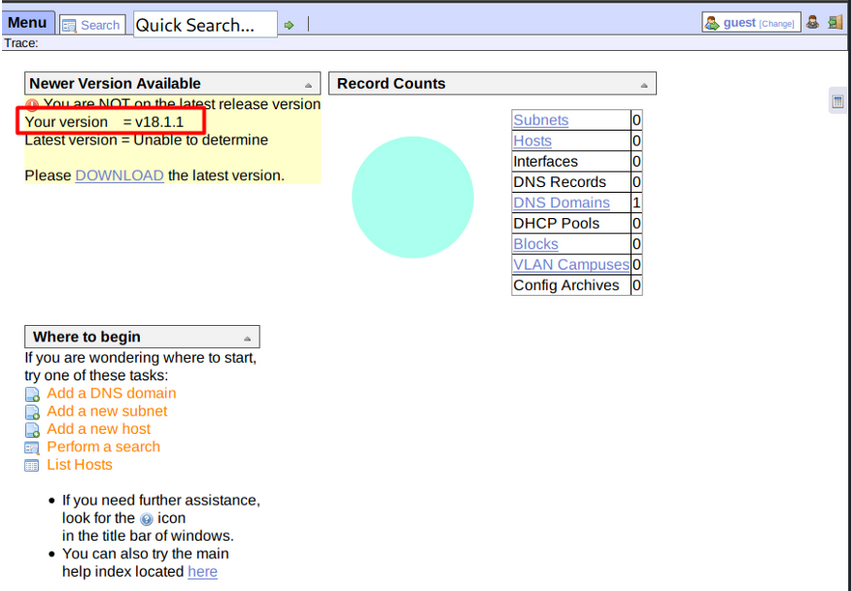 Menu Search Quick Search... guest [Change]
Trace:
Newer Version Available
You are NOT on the latest release version
Your version = v18.1.1
Latest version = Unable to determine
Please DOWNLOAD the latest version.
Record Counts
Subnets 0
Hosts 0
Interfaces 0
DNS Records 0
DNS Domains 1
DHCP Pools 0
Blocks 0
VLAN Campuses 0
Config Archives 0
Where to begin
If you are wondering where to start,
try one of these tasks:
Add a DNS domain
Add a new subnet
Add a new host
Perform a search
List Hosts
• If you need further assistance,
look for the ? icon
in the title bar of windows.
• You can also try the main
help index located here